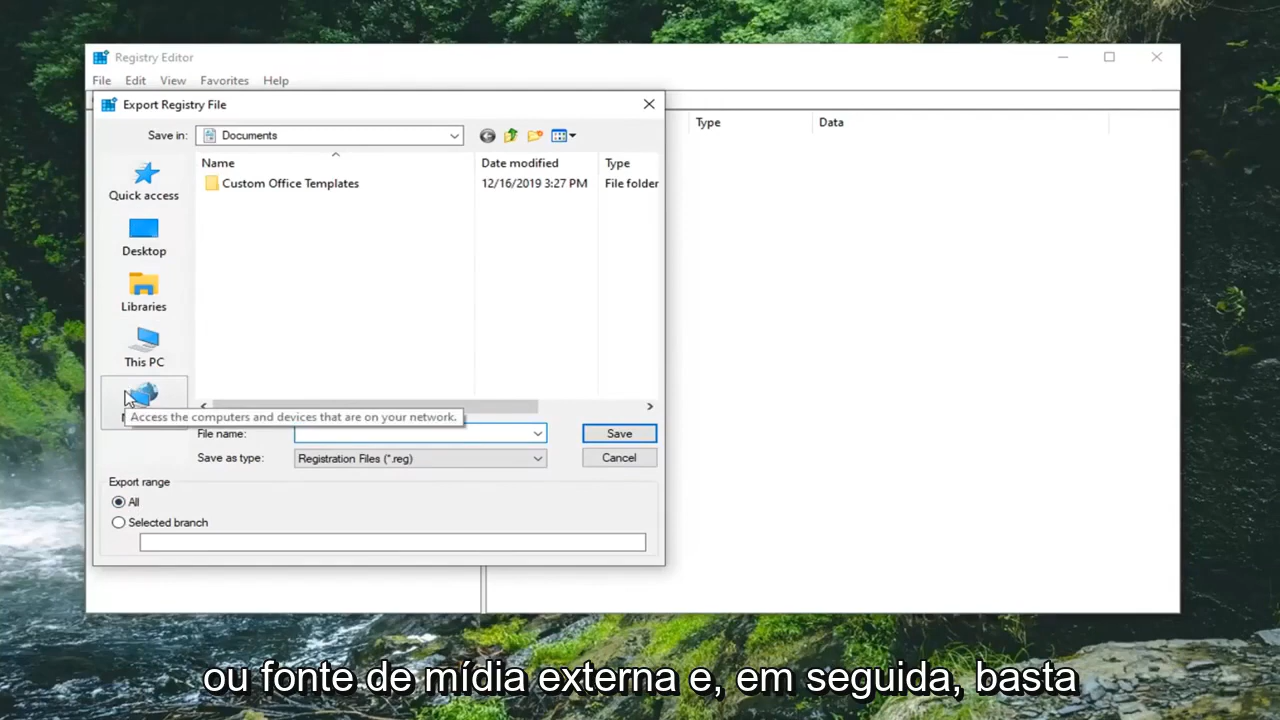 Registry Editor
File Edit View Favorites Help
Export Registry File
Type Data
Save in: Documents
Name Date modified Type
Custom Office Templates 12/16/2019 3:27 PM File folder
Quick access
Desktop
Libraries
This PC
Access the computers and devices that are on your network.
File name: Save
Save as type: Registration Files (*.reg) Cancel
Export range
All
Selected branch
ou fonte de mídia externa e, em seguida, basta